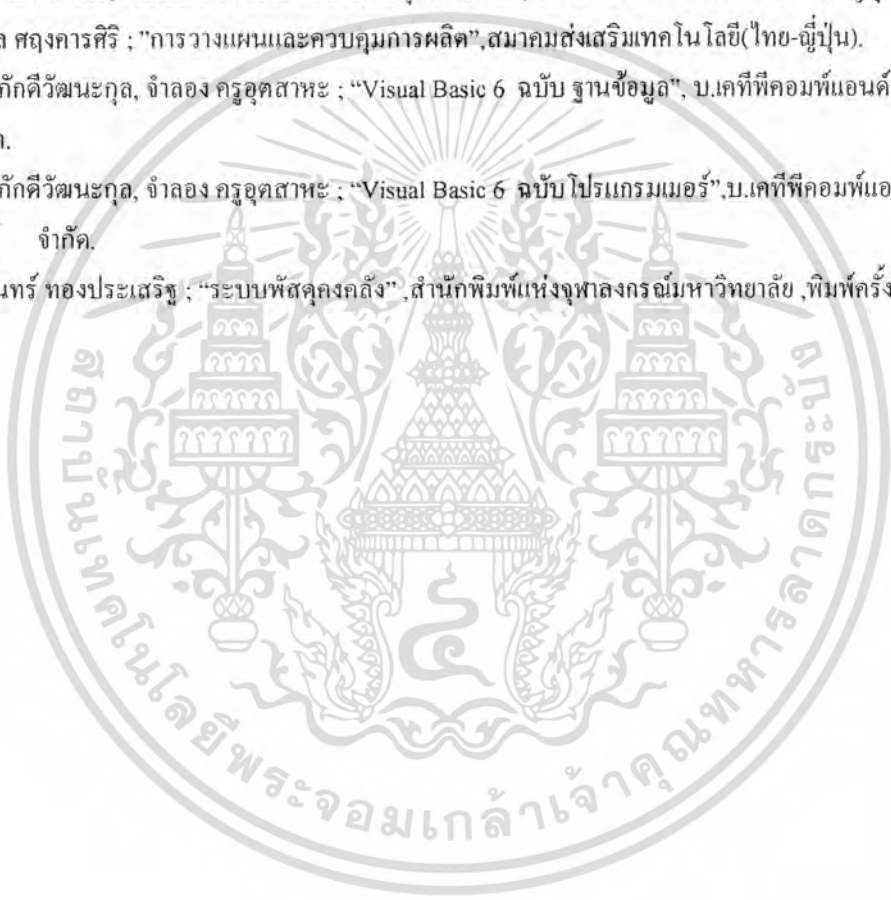 ล ศฤงคารศิริ ; ”การวางแผนและควบคุมการผลิต”,สมาคมส่งเสริมเทคโนโลยี(ไทย-ญี่ปุ่น).
ภักดีวัฒนะกุล, จำลอง ครูอุตสาหะ ; “Visual Basic 6 ฉบับ ฐานข้อมูล”, บ.เคทีพีคอมพ์แอนด์
ภักดีวัฒนะกุล, จำลอง ครูอุตสาหะ ; “Visual Basic 6 ฉบับโปรแกรมเมอร์”,บ.เคทีพีคอมพ์แอ
จำกัด.
นทร์ ทองประเสริฐ ; “ระบบพัสดุคงคลัง” ,สำนักพิมพ์แห่งจุฬาลงกรณ์มหาวิทยาลัย ,พิมพ์ครั้ง
สถาบันเทคโนโลยีพระจอมเกล้าเจ้าคุณทหารลาดกระบัง